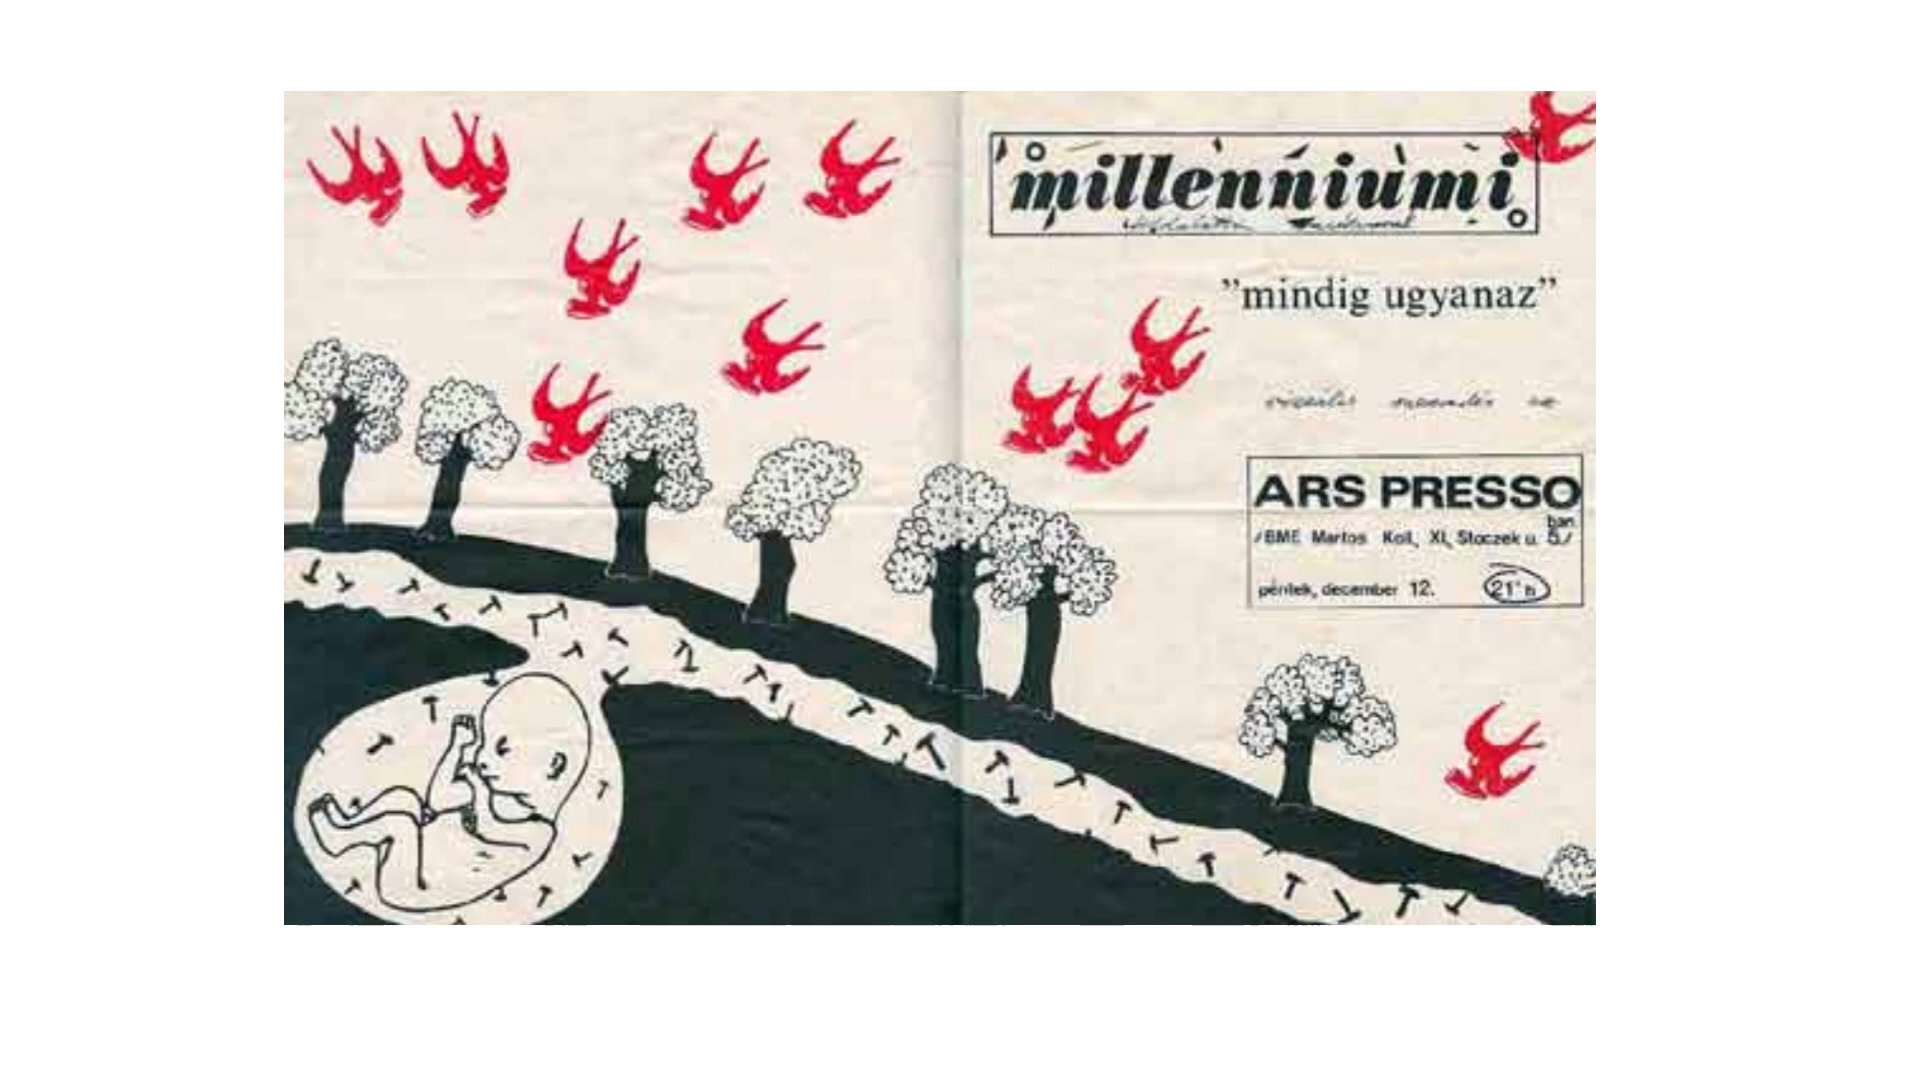 millenniumi
”mindig ugyanaz”
ARS PRESSO
ban
/BME Martos Koll, XI, Stoczek u. 5./
péntek, december 12. 21ʰ h